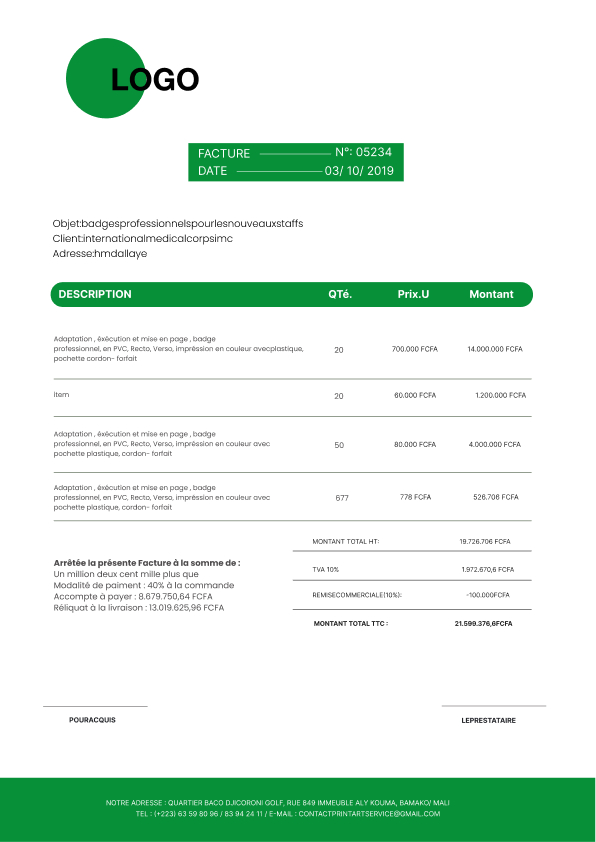 LOGO
FACTURE N°: 05234
DATE 03/ 10/ 2019
Objet:badgesprofessionnelspourlesnouveauxstaffs
Client:internationalmedicalcorpsimc
Adresse:hmdallaye
DESCRIPTION QTé. Prix.U Montant
Adaptation , éxécution et mise en page , badge
professionnel, en PVC, Recto, Verso, impréssion en couleur avecplastique,
pochette cordon- forfait
20 700.000 FCFA 14.000.000 FCFA
Item 20 60.000 FCFA 1.200.000 FCFA
Adaptation , éxécution et mise en page , badge
professionnel, en PVC, Recto, Verso, impréssion en couleur avec
pochette plastique, cordon- forfait
50 80.000 FCFA 4.000.000 FCFA
Adaptation , éxécution et mise en page , badge
professionnel, en PVC, Recto, Verso, impréssion en couleur avec
pochette plastique, cordon- forfait
677 778 FCFA 526.706 FCFA
MONTANT TOTAL HT: 19.726.706 FCFA
TVA 10% 1.972.670,6 FCFA
REMISECOMMERCIALE(10%): -100.000FCFA
MONTANT TOTAL TTC : 21.599.376,6FCFA
Arrêtée la présente Facture à la somme de :
Un million deux cent mille plus que
Modalité de paiment : 40% à la commande
Accompte à payer : 8.679.750,64 FCFA
Réliquat à la livraison : 13.019.625,96 FCFA
POURACQUIS LEPRESTATAIRE
NOTRE ADRESSE : QUARTIER BACO DJICORONI GOLF, RUE 849 IMMEUBLE ALY KOUMA, BAMAKO/ MALI
TEL : (+223) 63 59 80 96 / 83 94 24 11 / E-MAIL : CONTACTPRINTARTSERVICE@GMAIL.COM